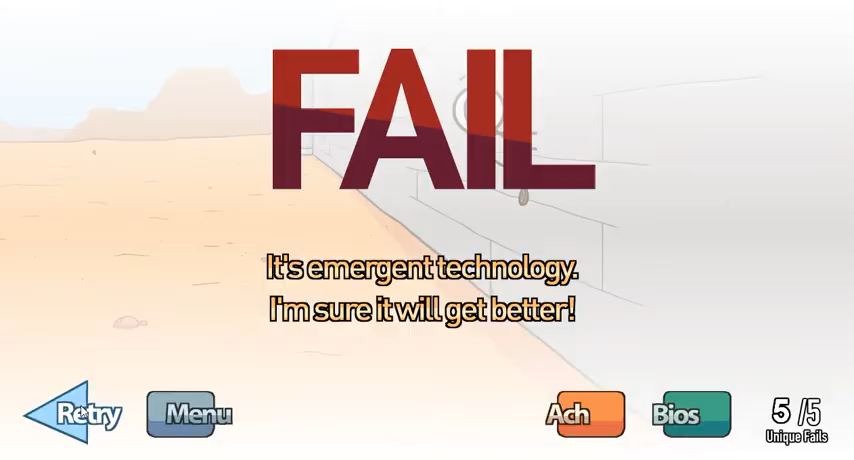 FAIL
It's emergent technology.
I'm sure it will get better!
Retry
Menu
Ach
Bios
5 /5
Unique Fails